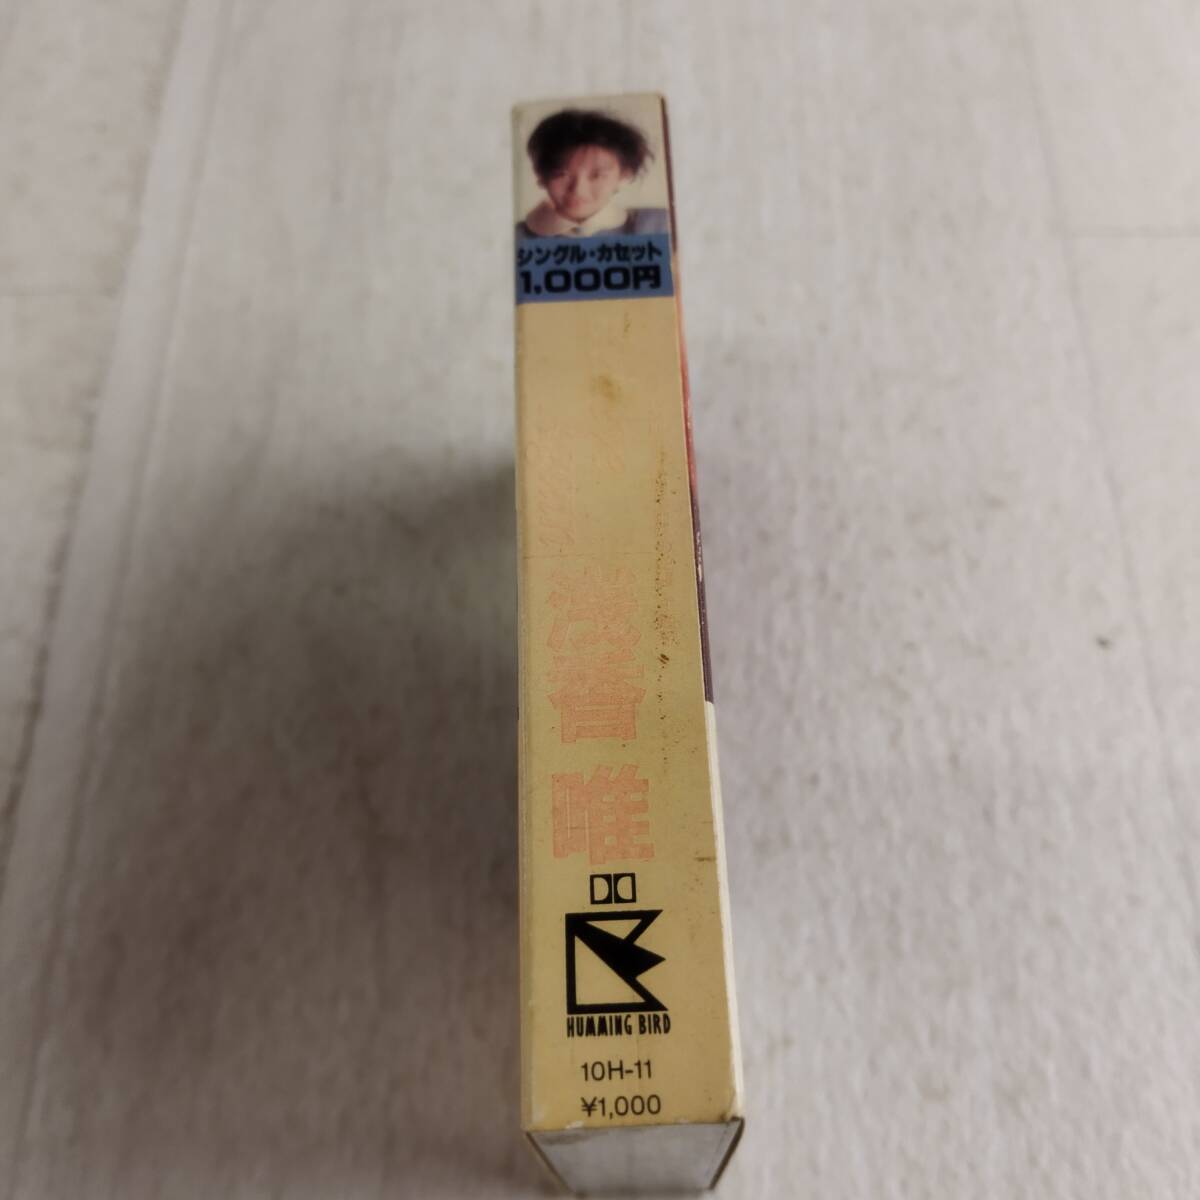 シングル・カセット
1,000円
浅香 唯
HUMMING BIRD
10H-11
¥1,000